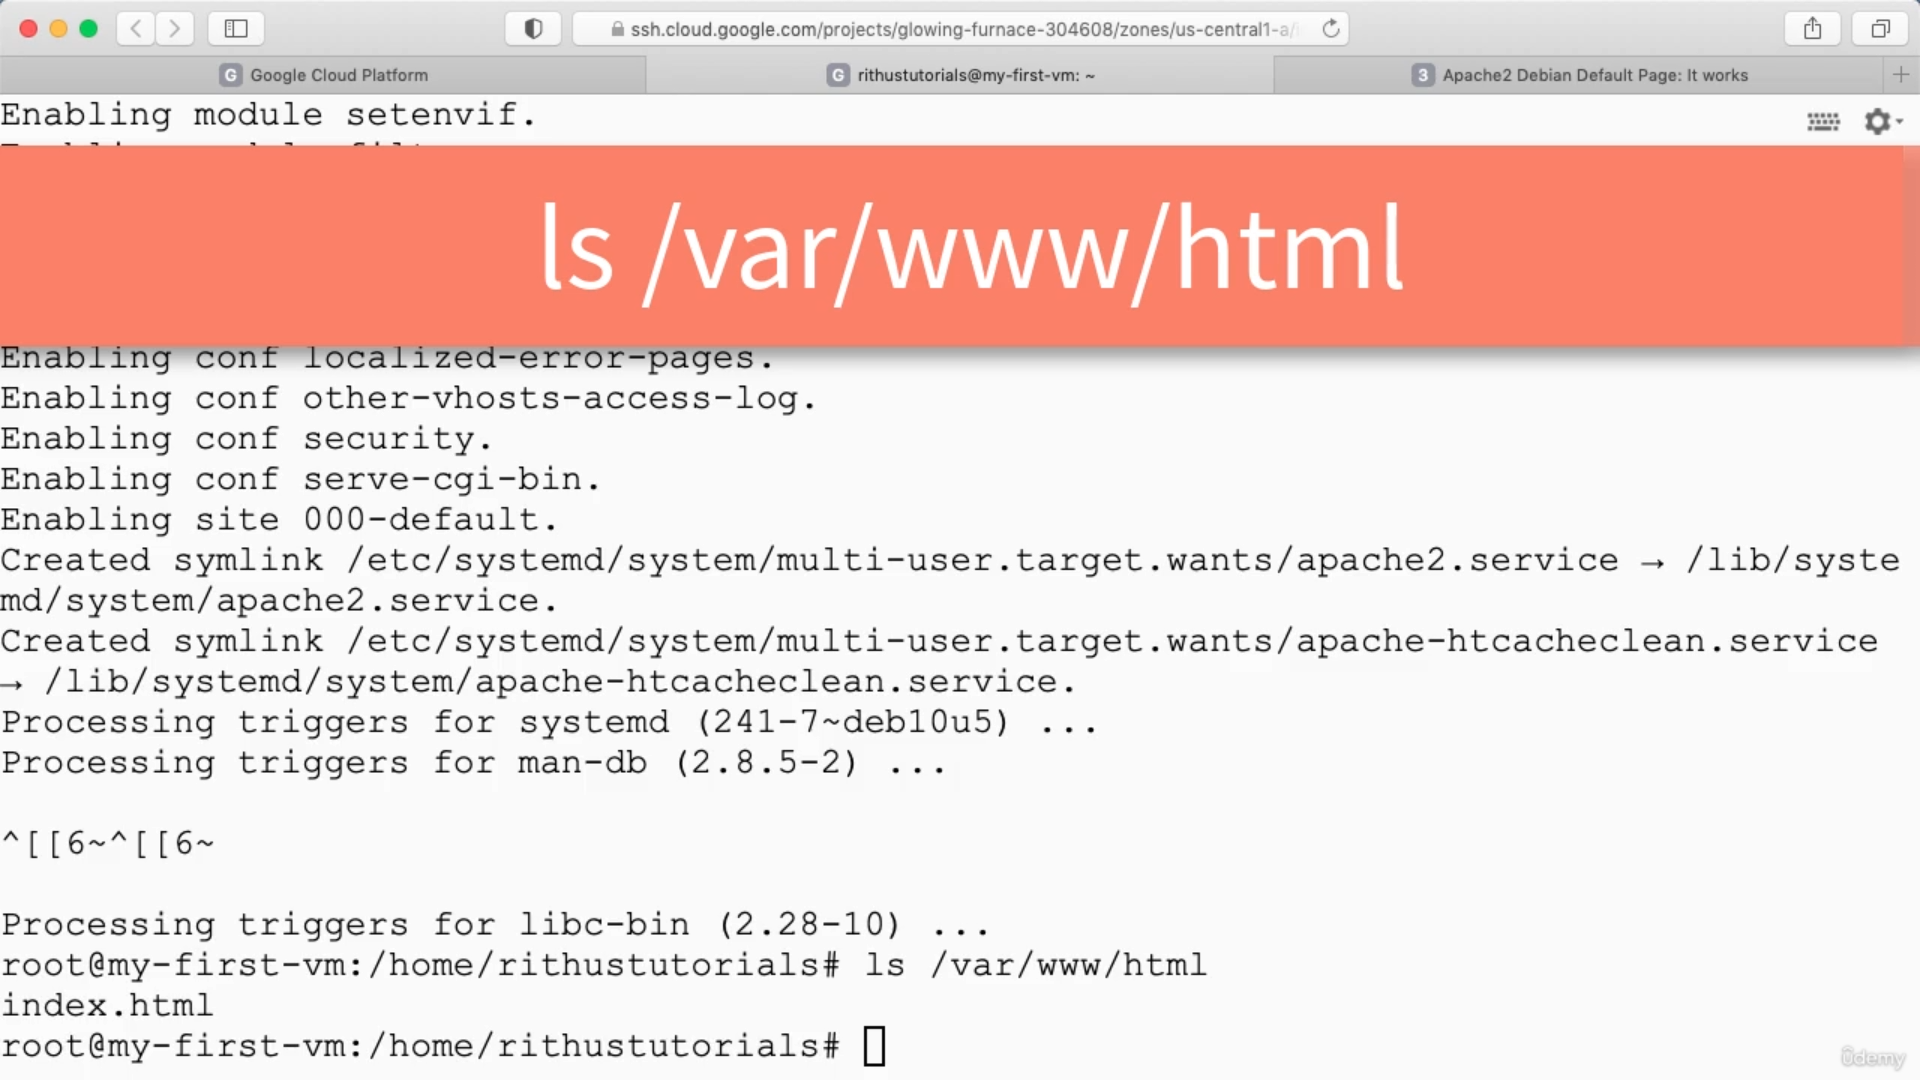 ssh.cloud.google.com/projects/glowing-furnace-304608/zones/us-central1-a/
G Google Cloud Platform
G rithustutorials@my-first-vm: ~
3 Apache2 Debian Default Page: It works
Enabling module setenvif.
ls /var/www/html
Enabling conf localized-error-pages.
Enabling conf other-vhosts-access-log.
Enabling conf security.
Enabling conf serve-cgi-bin.
Enabling site 000-default.
Created symlink /etc/systemd/system/multi-user.target.wants/apache2.service → /lib/syste
md/system/apache2.service.
Created symlink /etc/systemd/system/multi-user.target.wants/apache-htcacheclean.service
→ /lib/systemd/system/apache-htcacheclean.service.
Processing triggers for systemd (241-7~deb10u5) ...
Processing triggers for man-db (2.8.5-2) ...
^[[6~^[[6~
Processing triggers for libc-bin (2.28-10) ...
root@my-first-vm:/home/rithustutorials# ls /var/www/html
index.html
root@my-first-vm:/home/rithustutorials#
ûdemy